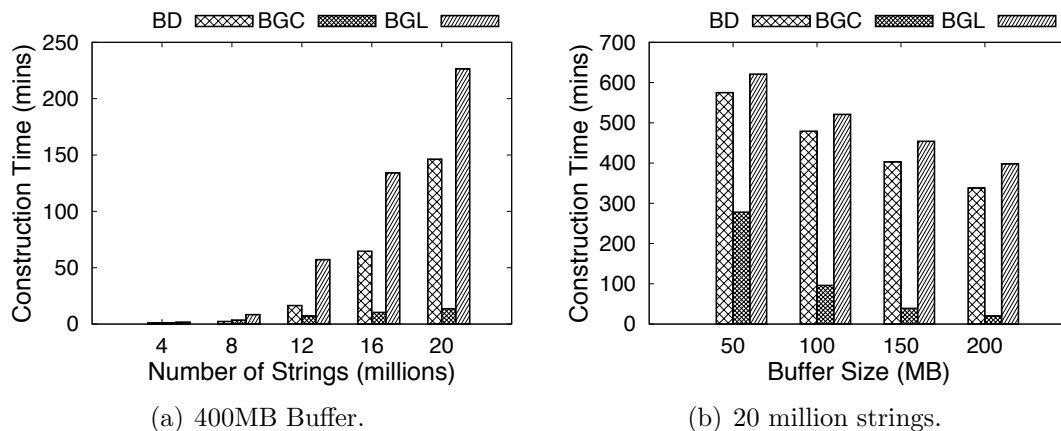 BD BGC BGL
250
200
150
100
50
0
Construction Time (mins)
4 8 12 16 20
Number of Strings (millions)
(a) 400MB Buffer.
BD BGC BGL
700
600
500
400
300
200
100
0
Construction Time (mins)
50 100 150 200
Buffer Size (MB)
(b) 20 million strings.